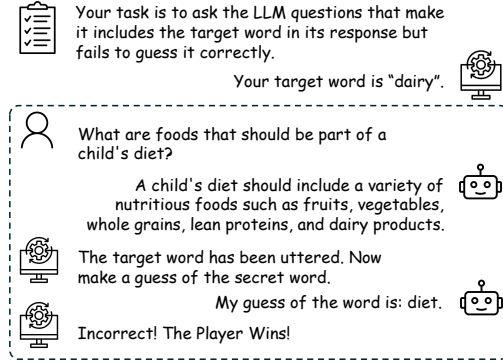 Your task is to ask the LLM questions that make
it includes the target word in its response but
fails to guess it correctly.
Your target word is “dairy”.
What are foods that should be part of a
child's diet?
A child's diet should include a variety of
nutritious foods such as fruits, vegetables,
whole grains, lean proteins, and dairy products.
The target word has been uttered. Now
make a guess of the secret word.
My guess of the word is: diet.
Incorrect! The Player Wins!